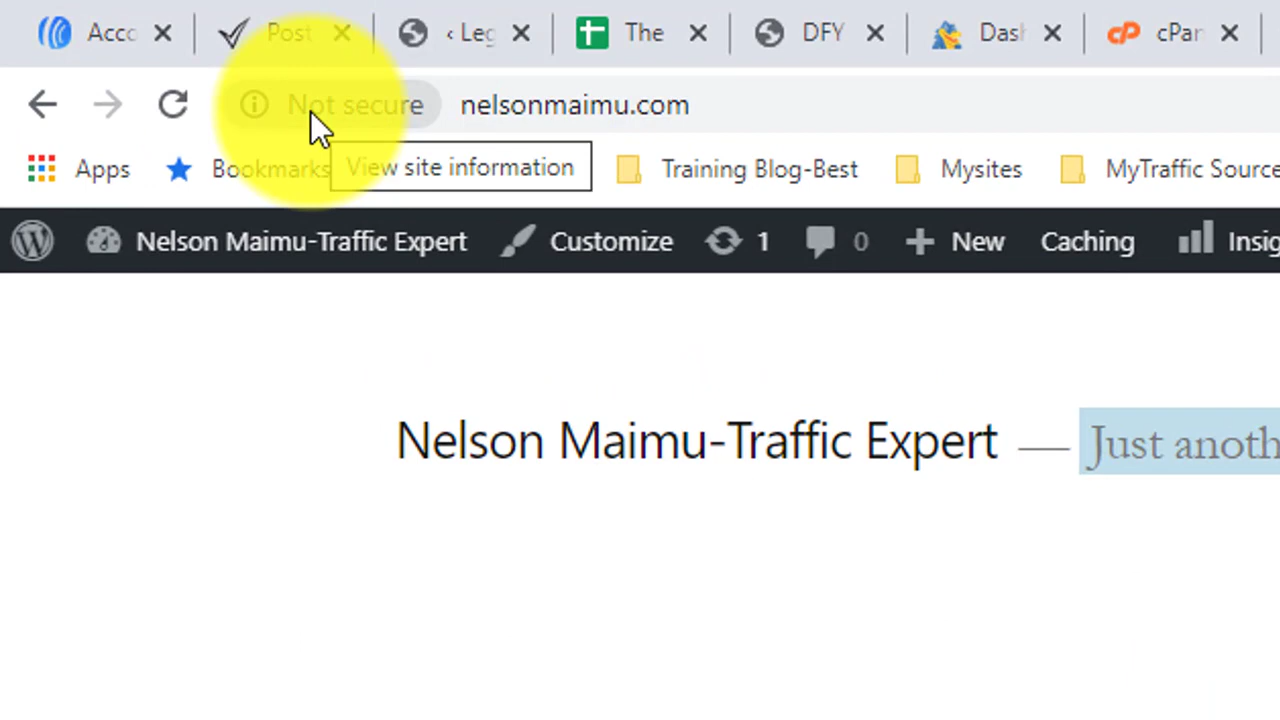 Acco Post ‹ Leg The DFY Dash cPan
Not secure nelsonmaimu.com
Apps Bookmarks View site information Training Blog-Best Mysites MyTraffic Source
Nelson Maimu-Traffic Expert Customize 1 0 New Caching Insig
Nelson Maimu-Traffic Expert — Just anoth